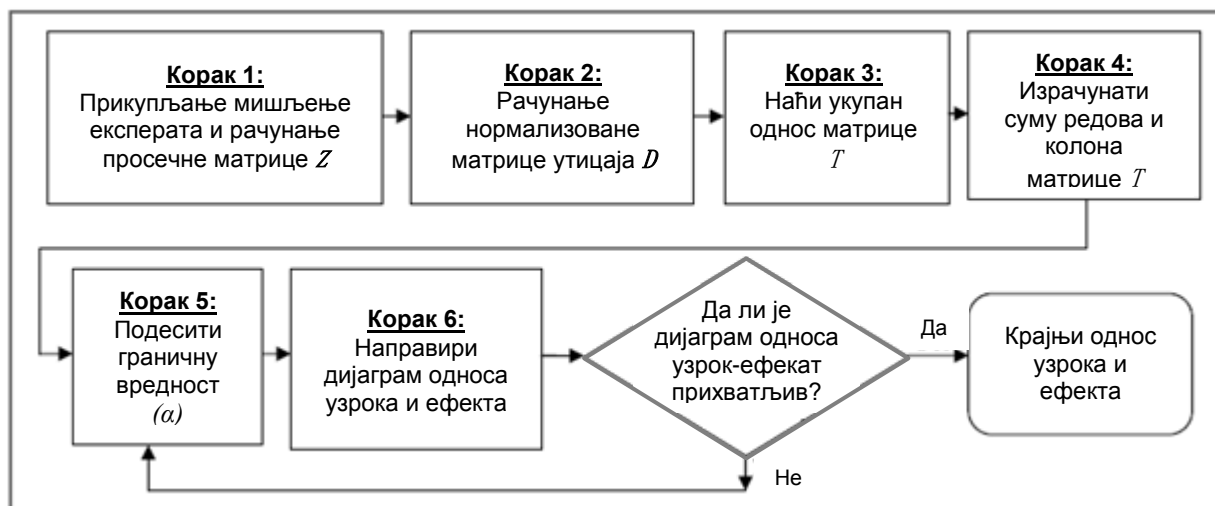 Корак 1:
Прикупљање мишљење
експерата и рачунање
просечне матрице Z
Корак 2:
Рачунање
нормализоване
матрице утицаја D
Корак 3:
Наћи укупан
однос матрице
T
Корак 4:
Израчунати
суму редова и
колона
матрице T
Корак 5:
Подесити
граничну
вредност
(α)
Корак 6:
Направири
дијаграм односа
узрока и ефекта
Да ли је
дијаграм односа
узрок-ефекат
прихватљив?
Да
Крајњи однос
узрока и
ефекта
Не